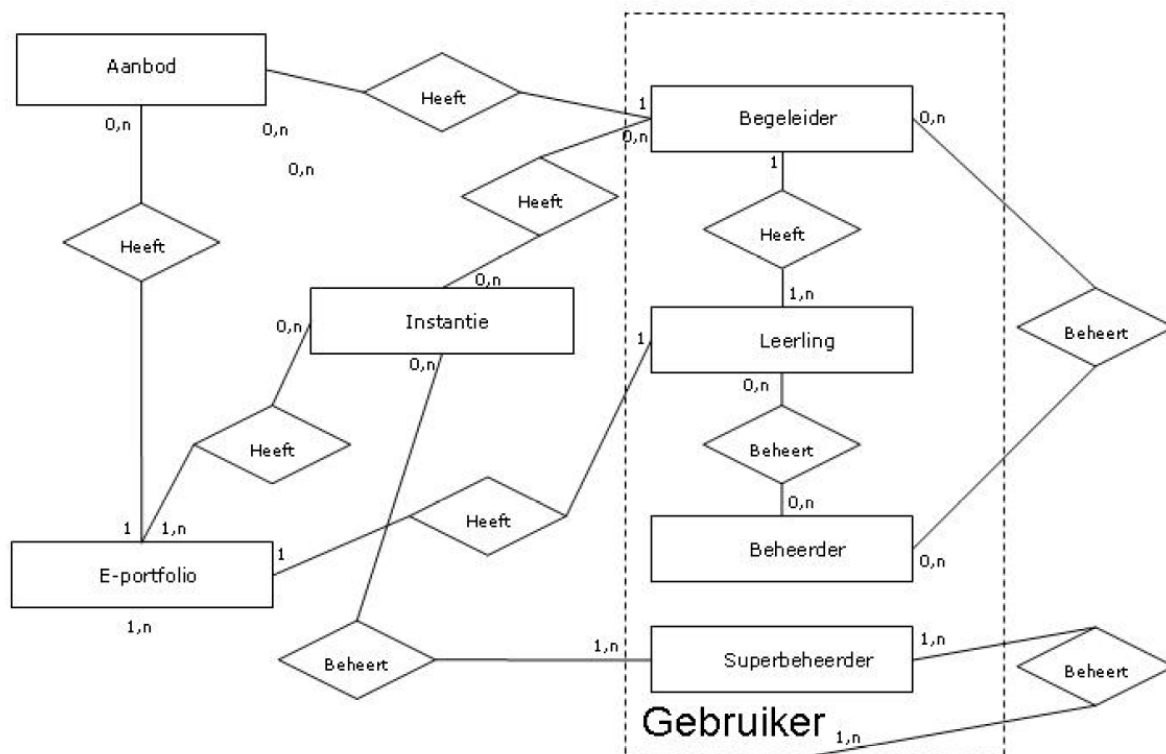 Aanbod
Heeft
1
Begeleider
0,n
0,n
0,n
0,n
0,n
Heeft
1
Heeft
Heeft
Heeft
0,n
1,n
Instantie
0,n
Leerling
1
Beheert
0,n
0,n
Heeft
Beheert
Heeft
0,n
1
1,n
1
Beheerder
0,n
E-portfolio
1,n
Beheert
1,n
Superbeheerder
1,n
Beheert
Gebruiker
1,n